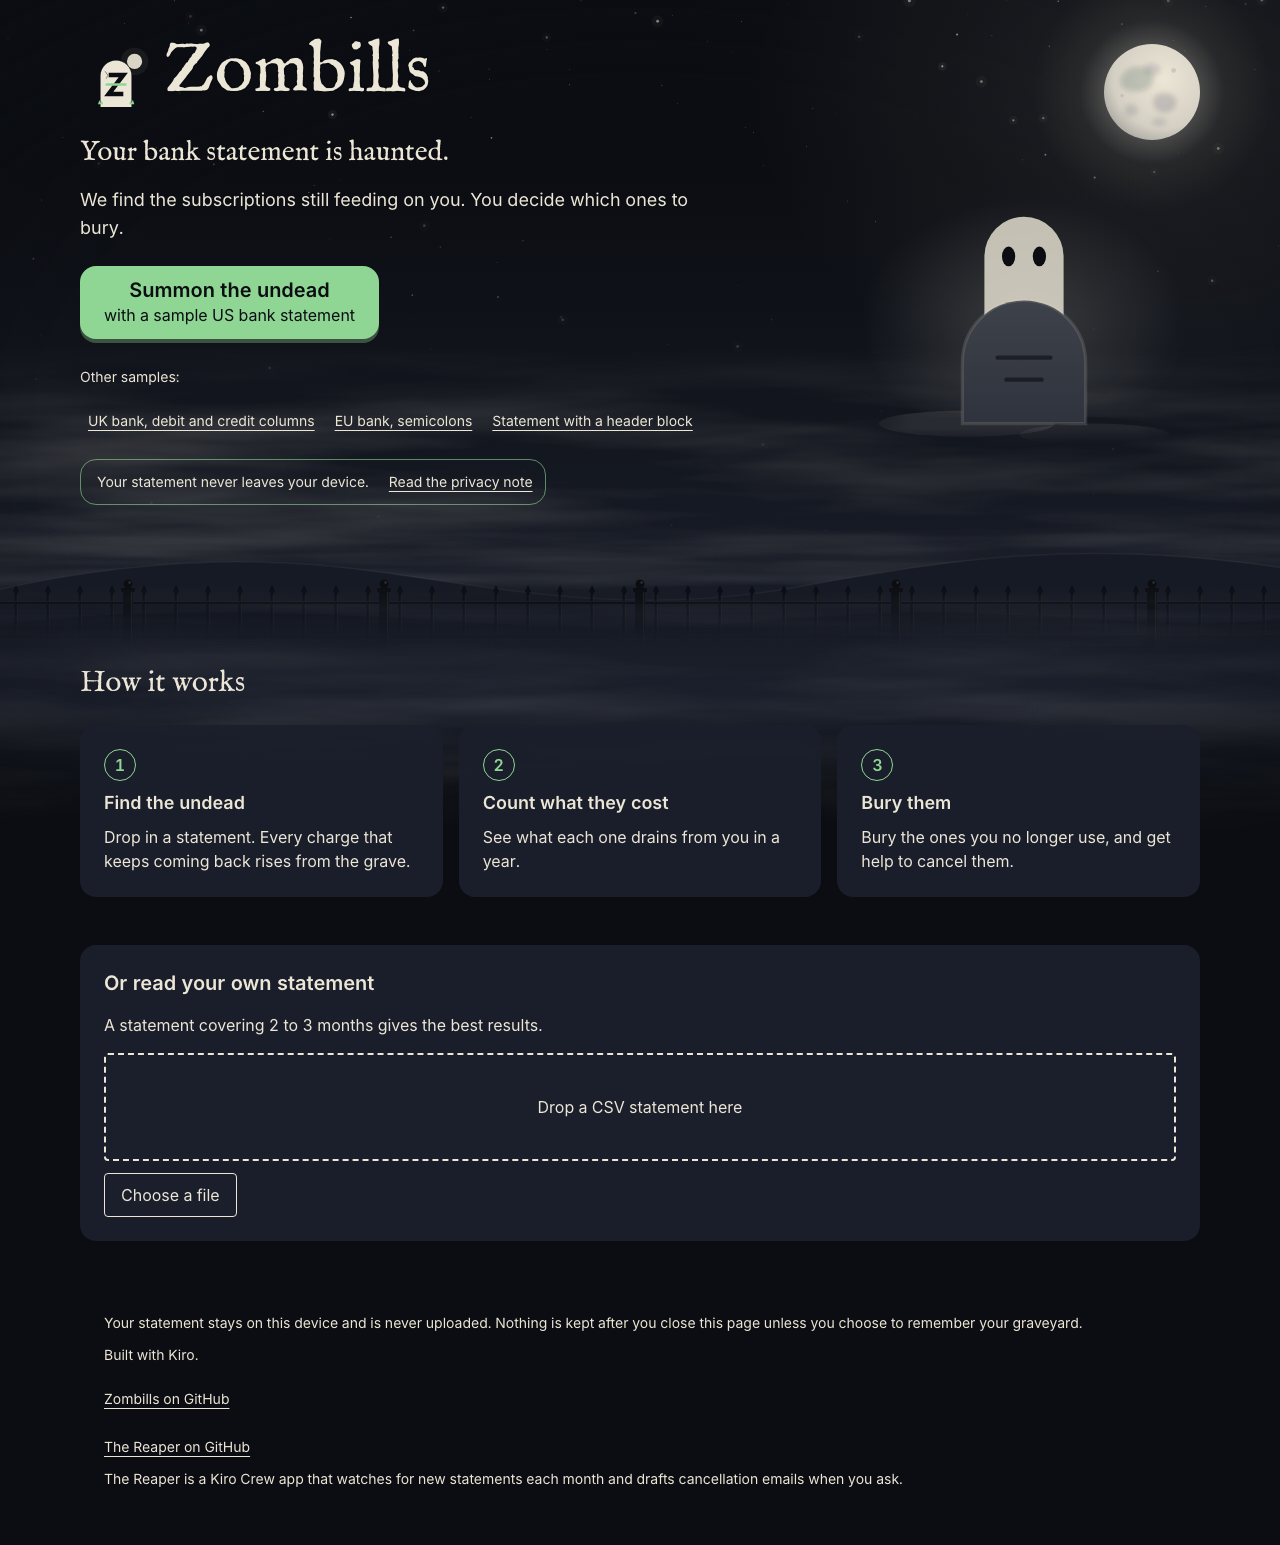 Zombills
Your bank statement is haunted.
We find the subscriptions still feeding on you. You decide which ones to
bury.
Summon the undead
with a sample US bank statement
Other samples:
UK bank, debit and credit columns EU bank, semicolons Statement with a header block
Your statement never leaves your device. Read the privacy note
How it works
1
Find the undead
Drop in a statement. Every charge that
keeps coming back rises from the grave.
2
Count what they cost
See what each one drains from you in a
year.
3
Bury them
Bury the ones you no longer use, and get
help to cancel them.
Or read your own statement
A statement covering 2 to 3 months gives the best results.
Drop a CSV statement here
Choose a file
Your statement stays on this device and is never uploaded. Nothing is kept after you close this page unless you choose to remember your graveyard.
Built with Kiro.
Zombills on GitHub
The Reaper on GitHub
The Reaper is a Kiro Crew app that watches for new statements each month and drafts cancellation emails when you ask.